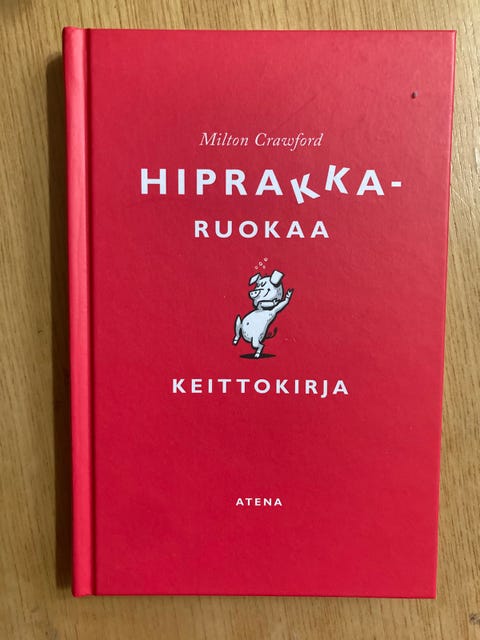 Milton Crawford
HIPRAKKA-
RUOKAA
KEITTOKIRJA
ATENA